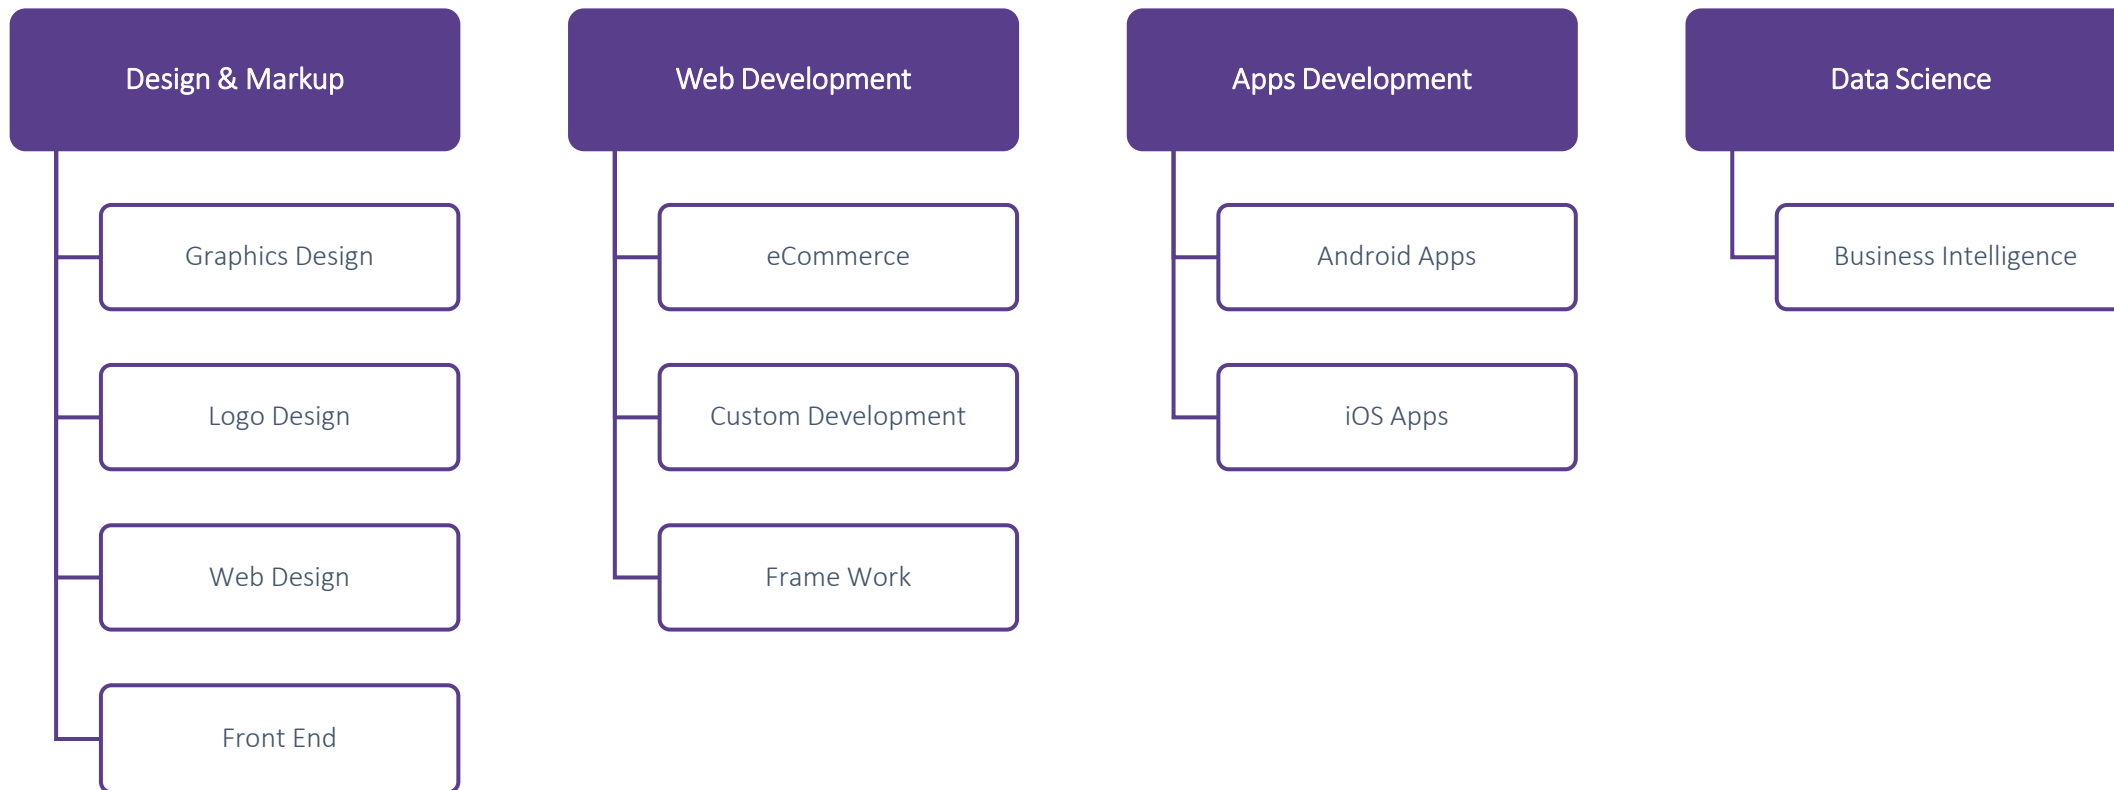 Design & Markup
Graphics Design
Logo Design
Web Design
Front End
Web Development
eCommerce
Custom Development
Frame Work
Apps Development
Android Apps
iOS Apps
Data Science
Business Intelligence